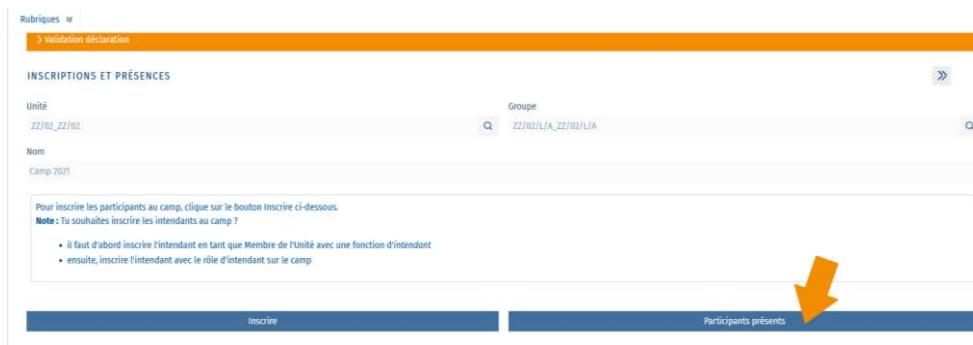 Rubriques
> Validation déclaration
INSCRIPTIONS ET PRÉSENCES
Unité
Groupe
ZZ/02_ZZ/02
ZZ/02/L/A_ZZ/02/L/A
Nom
Camp 2021
Pour inscrire les participants au camp, clique sur le bouton Inscrire ci-dessous.
Note : Tu souhaites inscrire les intendants au camp ?
• il faut d'abord inscrire l'intendant en tant que Membre de l'Unité avec une fonction d'intendant
• ensuite, inscrire l'intendant avec le rôle d'intendant sur le camp
Inscrire
Participants présents